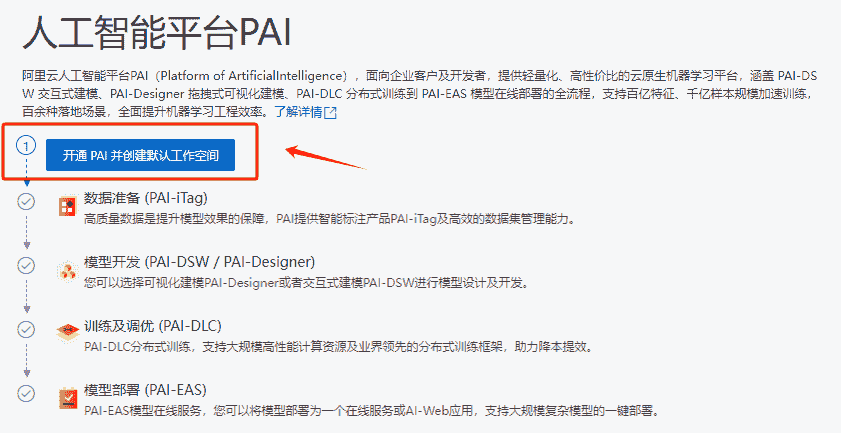 人工智能平台PAI
阿里云人工智能平台PAI（Platform of ArtificialIntelligence），面向企业客户及开发者，提供轻量化、高性价比的云原生机器学习平台，涵盖 PAI-DS
W 交互式建模、PAI-Designer 拖拽式可视化建模、PAI-DLC 分布式训练到 PAI-EAS 模型在线部署的全流程，支持百亿特征、千亿样本规模加速训练，
百余种落地场景，全面提升机器学习工程效率。了解详情
1 开通 PAI 并创建默认工作空间
数据准备 (PAI-iTag)
高质量数据是提升模型效果的保障，PAI提供智能标注产品PAI-iTag及高效的数据集管理能力。
模型开发 (PAI-DSW / PAI-Designer)
您可以选择可视化建模PAI-Designer或者交互式建模PAI-DSW进行模型设计及开发。
训练及调优 (PAI-DLC)
PAI-DLC分布式训练，支持大规模高性能计算资源及业界领先的分布式训练框架，助力降本提效。
模型部署 (PAI-EAS)
PAI-EAS模型在线服务，您可以将模型部署为一个在线服务或AI-Web应用，支持大规模复杂模型的一键部署。